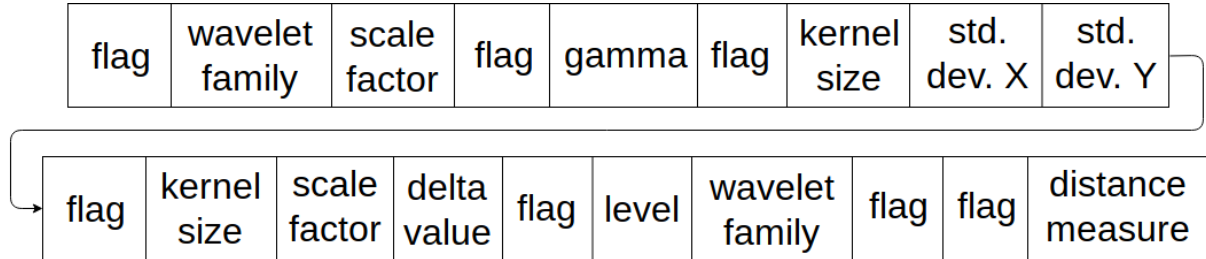 flag wavelet family scale factor flag gamma flag kernel size std. dev. X std. dev. Y
flag kernel size scale factor delta value flag level wavelet family flag flag distance measure